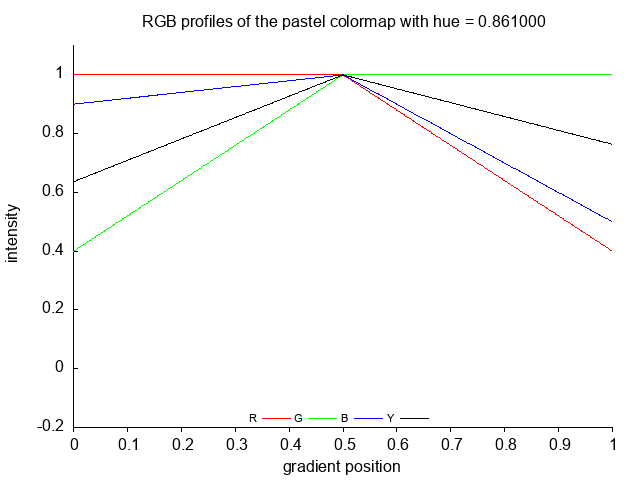 RGB profiles of the pastel colormap with hue = 0.861000
1
0.8
0.6
0.4
0.2
0
-0.2
intensity
R G B Y
0 0.1 0.2 0.3 0.4 0.5 0.6 0.7 0.8 0.9 1
gradient position